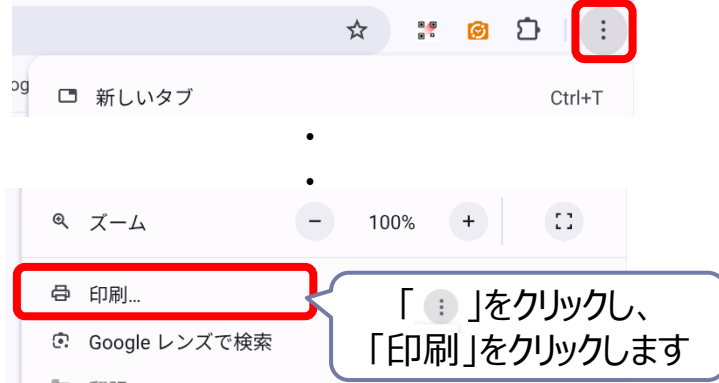 og
新しいタブ Ctrl+T
ズーム − 100% +
印刷...
Google レンズで検索
「 ⋮ 」をクリックし、
「印刷」をクリックします